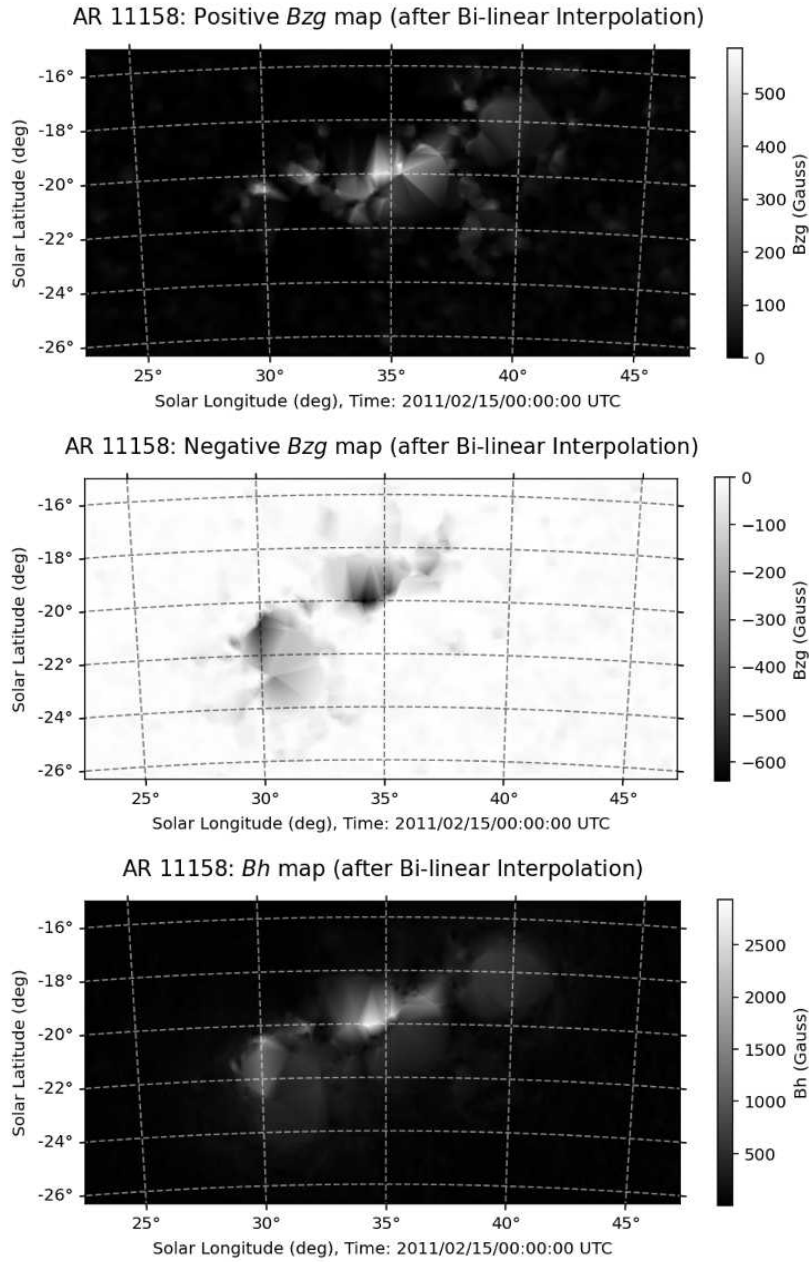 AR 11158: Positive Bzg map (after Bi-linear Interpolation)
-16°
-18°
-20°
-22°
-24°
-26°
Solar Latitude (deg)
25° 30° 35° 40° 45°
Solar Longitude (deg), Time: 2011/02/15/00:00:00 UTC
500
400
300
200
100
0
Bzg (Gauss)
AR 11158: Negative Bzg map (after Bi-linear Interpolation)
-16°
-18°
-20°
-22°
-24°
-26°
Solar Latitude (deg)
25° 30° 35° 40° 45°
Solar Longitude (deg), Time: 2011/02/15/00:00:00 UTC
0
−100
−200
−300
−400
−500
−600
Bzg (Gauss)
AR 11158: Bh map (after Bi-linear Interpolation)
-16°
-18°
-20°
-22°
-24°
-26°
Solar Latitude (deg)
25° 30° 35° 40° 45°
Solar Longitude (deg), Time: 2011/02/15/00:00:00 UTC
2500
2000
1500
1000
500
Bh (Gauss)